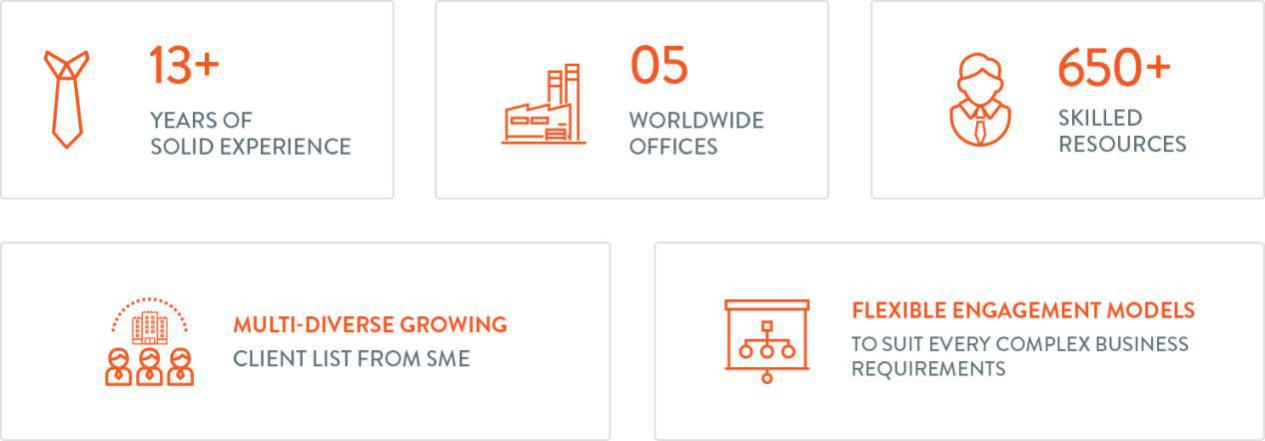 13+
YEARS OF
SOLID EXPERIENCE
05
WORLDWIDE
OFFICES
650+
SKILLED
RESOURCES
MULTI-DIVERSE GROWING
CLIENT LIST FROM SME
FLEXIBLE ENGAGEMENT MODELS
TO SUIT EVERY COMPLEX BUSINESS
REQUIREMENTS